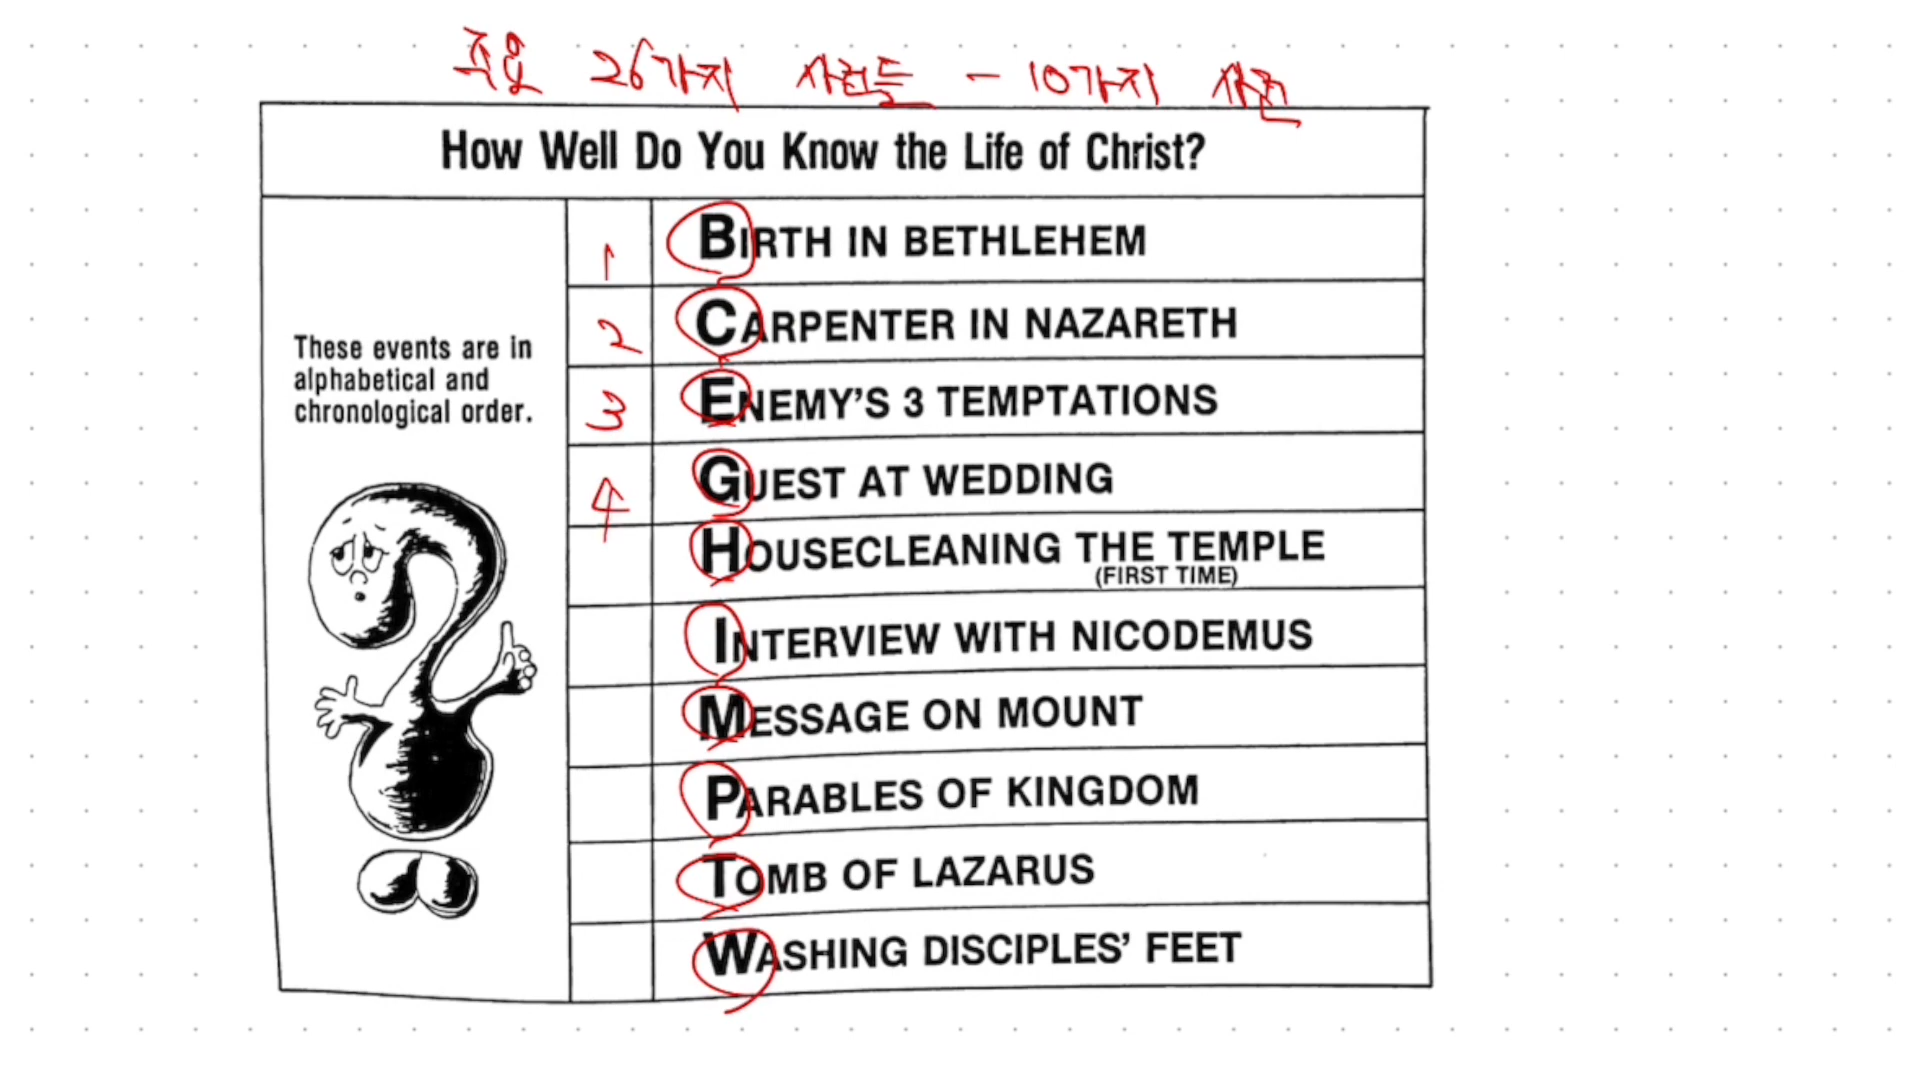 주요 26가지 사건들 - 10가지 사건
How Well Do You Know the Life of Christ?
These events are in
alphabetical and
chronological order.
1 BIRTH IN BETHLEHEM
2 CARPENTER IN NAZARETH
3 ENEMY'S 3 TEMPTATIONS
4 GUEST AT WEDDING
HOUSECLEANING THE TEMPLE
(FIRST TIME)
INTERVIEW WITH NICODEMUS
MESSAGE ON MOUNT
PARABLES OF KINGDOM
TOMB OF LAZARUS
WASHING DISCIPLES' FEET